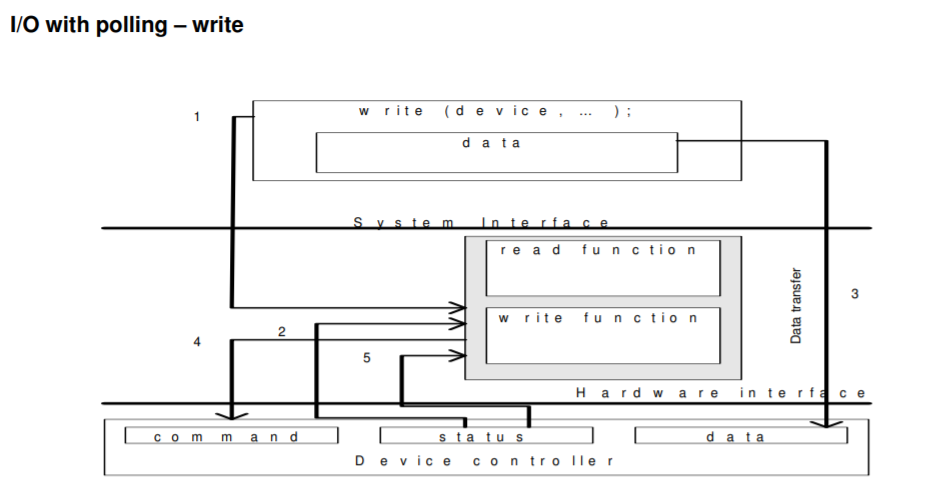 I/O with polling – write
1
write (device, ... );
data
System Interface
read function
Data transfer
3
write function
2
4
5
Hardware interface
command
status
data
Device controller